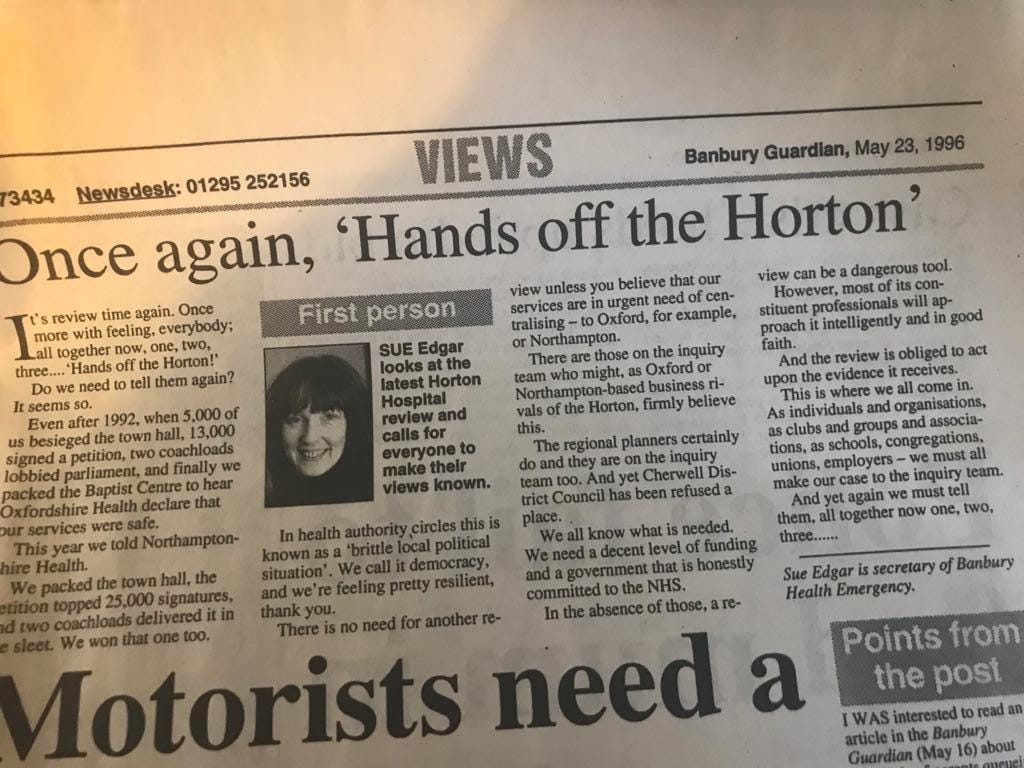 73434 Newsdesk: 01295 252156
VIEWS
Banbury Guardian, May 23, 1996
Once again, ‘Hands off the Horton’
It's review time again. Once
more with feeling, everybody;
all together now, one, two,
three....‘Hands off the Horton!’
Do we need to tell them again?
It seems so.
Even after 1992, when 5,000 of
us besieged the town hall, 13,000
signed a petition, two coachloads
lobbied parliament, and finally we
packed the Baptist Centre to hear
Oxfordshire Health declare that
our services were safe.
This year we told Northampton-
hire Health.
We packed the town hall, the
etition topped 25,000 signatures,
nd two coachloads delivered it in
e sleet. We won that one too.
First person
SUE Edgar
looks at the
latest Horton
Hospital
review and
calls for
everyone to
make their
views known.
In health authority circles this is
known as a ‘brittle local political
situation’. We call it democracy,
and we're feeling pretty resilient,
thank you.
There is no need for another re-
view unless you believe that our
services are in urgent need of cen-
tralising – to Oxford, for example,
or Northampton.
There are those on the inquiry
team who might, as Oxford or
Northampton-based business ri-
vals of the Horton, firmly believe
this.
The regional planners certainly
do and they are on the inquiry
team too. And yet Cherwell Dis-
trict Council has been refused a
place.
We all know what is needed.
We need a decent level of funding
and a government that is honestly
committed to the NHS.
In the absence of those, a re-
view can be a dangerous tool.
However, most of its con-
stituent professionals will ap-
proach it intelligently and in good
faith.
And the review is obliged to act
upon the evidence it receives.
This is where we all come in.
As individuals and organisations,
as clubs and groups and associa-
tions, as schools, congregations,
unions, employers – we must all
make our case to the inquiry team.
And yet again we must tell
them, all together now one, two,
three......
Sue Edgar is secretary of Banbury
Health Emergency.
Motorists need a
Points from
the post
I WAS interested to read an
article in the Banbury
Guardian (May 16) about